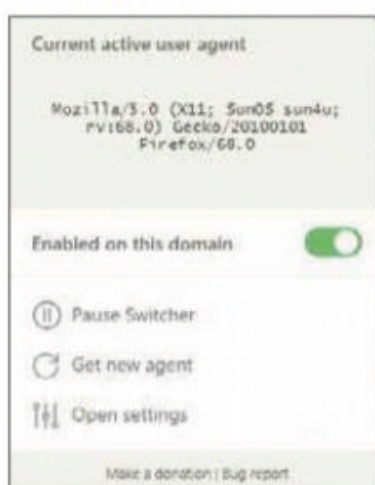 Current active user agent
Mozilla/5.0 (X11; SunOS sun4u;
rv:68.0) Gecko/20100101
Firefox/68.0
Enabled on this domain
Pause Switcher
Get new agent
Open settings
Make a donation | Bug report